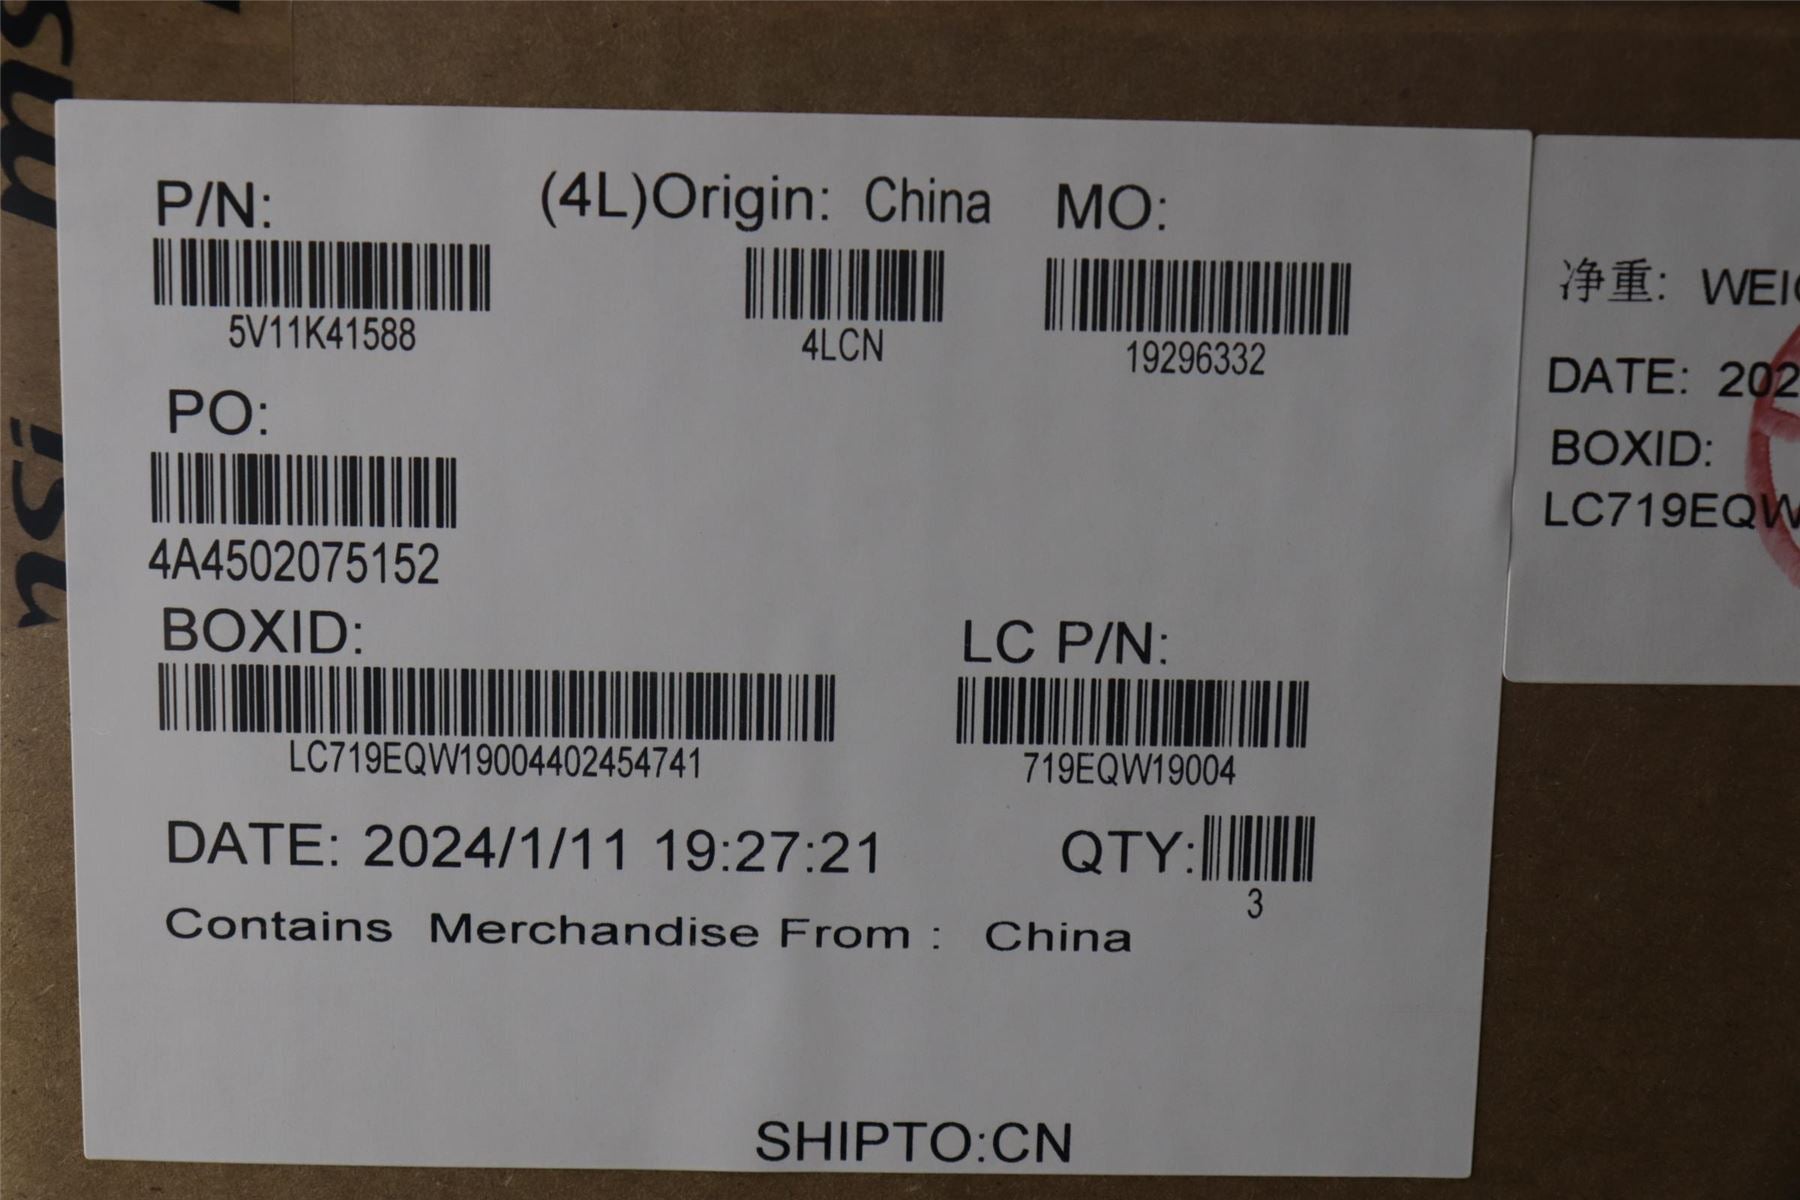 P/N:
(4L)Origin: China
MO:
5V11K41588
4LCN
19296332
PO:
4A4502075152
BOXID:
LC P/N:
LC719EQW19004402454741
719EQW19004
DATE: 2024/1/11 19:27:21
QTY:
3
Contains Merchandise From : China
SHIPTO:CN
净重:
DATE:
BOXID:
msi